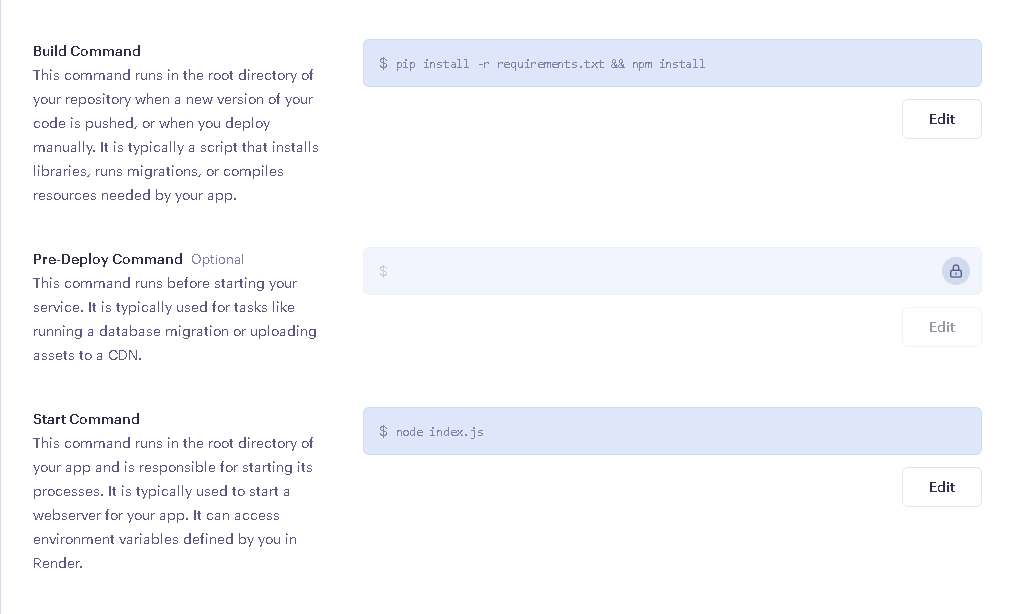 Build Command
This command runs in the root directory of
your repository when a new version of your
code is pushed, or when you deploy
manually. It is typically a script that installs
libraries, runs migrations, or compiles
resources needed by your app.
$ pip install -r requirements.txt && npm install
Edit
Pre-Deploy Command Optional
This command runs before starting your
service. It is typically used for tasks like
running a database migration or uploading
assets to a CDN.
$
Edit
Start Command
This command runs in the root directory of
your app and is responsible for starting its
processes. It is typically used to start a
webserver for your app. It can access
environment variables defined by you in
Render.
$ node index.js
Edit